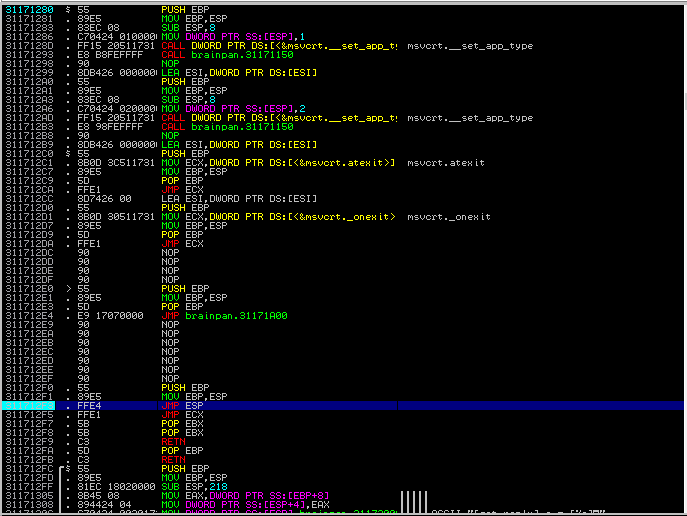 31171280 $ 55 PUSH EBP
31171281 . 89E5 MOV EBP,ESP
31171283 . 83EC 08 SUB ESP,8
31171286 . C70424 010000 MOV DWORD PTR SS:[ESP],1
3117128D . FF15 20511731 CALL DWORD PTR DS:[<&msvcrt.__set_app_ty msvcrt.__set_app_type
31171293 . E8 B8FEFFFF CALL brainpan.31171150
31171298 . 90 NOP
31171299 . 8DB426 000000 LEA ESI,DWORD PTR DS:[ESI]
311712A0 . 55 PUSH EBP
311712A1 . 89E5 MOV EBP,ESP
311712A3 . 83EC 08 SUB ESP,8
311712A6 . C70424 020000 MOV DWORD PTR SS:[ESP],2
311712AD . FF15 20511731 CALL DWORD PTR DS:[<&msvcrt.__set_app_ty msvcrt.__set_app_type
311712B3 . E8 98FEFFFF CALL brainpan.31171150
311712B8 . 90 NOP
311712B9 . 8DB426 000000 LEA ESI,DWORD PTR DS:[ESI]
311712C0 $ 55 PUSH EBP
311712C1 . 8B0D 3C511731 MOV ECX,DWORD PTR DS:[<&msvcrt.atexit>] msvcrt.atexit
311712C7 . 89E5 MOV EBP,ESP
311712C9 . 5D POP EBP
311712CA . FFE1 JMP ECX
311712CC 8D7426 00 LEA ESI,DWORD PTR DS:[ESI]
311712D0 . 55 PUSH EBP
311712D1 . 8B0D 30511731 MOV ECX,DWORD PTR DS:[<&msvcrt._onexit> msvcrt._onexit
311712D7 . 89E5 MOV EBP,ESP
311712D9 . 5D POP EBP
311712DA . FFE1 JMP ECX
311712DC 90 NOP
311712DD 90 NOP
311712DE 90 NOP
311712DF 90 NOP
311712E0 > 55 PUSH EBP
311712E1 . 89E5 MOV EBP,ESP
311712E3 . 5D POP EBP
311712E4 . E9 17070000 JMP brainpan.31171A00
311712E9 90 NOP
311712EA 90 NOP
311712EB 90 NOP
311712EC 90 NOP
311712ED 90 NOP
311712EE 90 NOP
311712EF 90 NOP
311712F0 . 55 PUSH EBP
311712F1 . 89E5 MOV EBP,ESP
. FFE4 JMP ESP
311712F5 . FFE1 JMP ECX
311712F7 . 5B POP EBX
311712F8 . 5B POP EBX
311712F9 . C3 RETN
311712FA . 5D POP EBP
311712FB . C3 RETN
311712FC $ 55 PUSH EBP
311712FD . 89E5 MOV EBP,ESP
311712FF . 81EC 18020000 SUB ESP,218
31171305 . 8B45 08 MOV EAX,DWORD PTR SS:[EBP+8]
31171308 . 894424 04 MOV DWORD PTR SS:[ESP+4],EAX